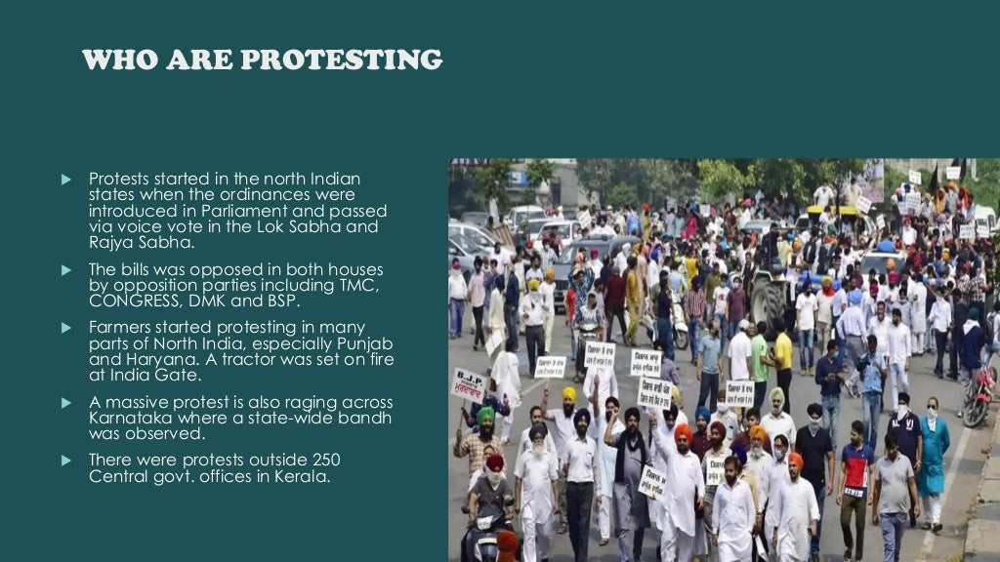 WHO ARE PROTESTING
Protests started in the north Indian
states when the ordinances were
introduced in Parliament and passed
via voice vote in the Lok Sabha and
Rajya Sabha.
The bills was opposed in both houses
by opposition parties including TMC,
CONGRESS, DMK and BSP.
Farmers started protesting in many
parts of North India, especially Punjab
and Haryana. A tractor was set on fire
at India Gate.
A massive protest is also raging across
Karnataka where a state-wide bandh
was observed.
There were protests outside 250
Central govt. offices in Kerala.
B.J.P
ਮੁਰਦਾਬਾਦ